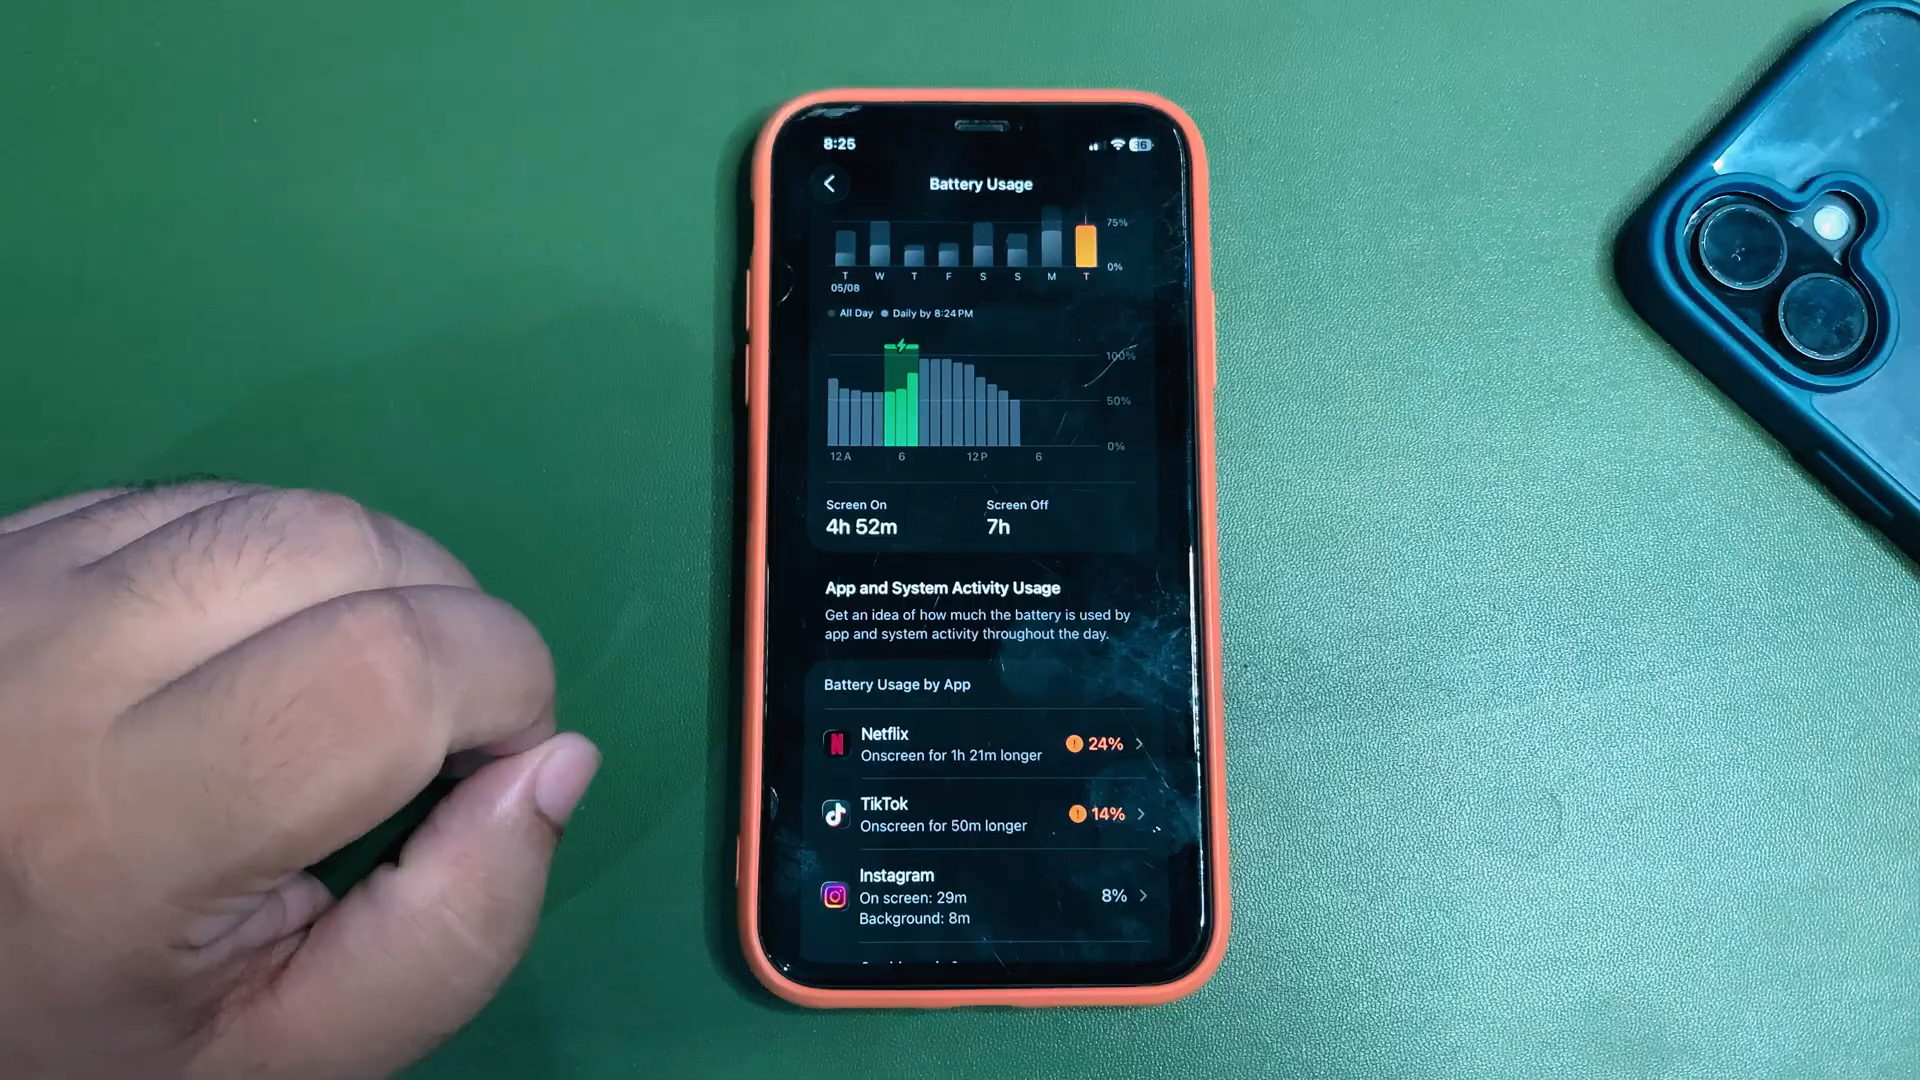 8:25
36
Battery Usage
75%
0%
T W T F S S M T
05/08
All Day Daily by 8:24 PM
100%
50%
0%
12 A 6 12 P 6
Screen On Screen Off
4h 52m 7h
App and System Activity Usage
Get an idea of how much the battery is used by
app and system activity throughout the day.
Battery Usage by App
Netflix
Onscreen for 1h 21m longer
24%
TikTok
Onscreen for 50m longer
14%
Instagram
On screen: 29m
Background: 8m
8%